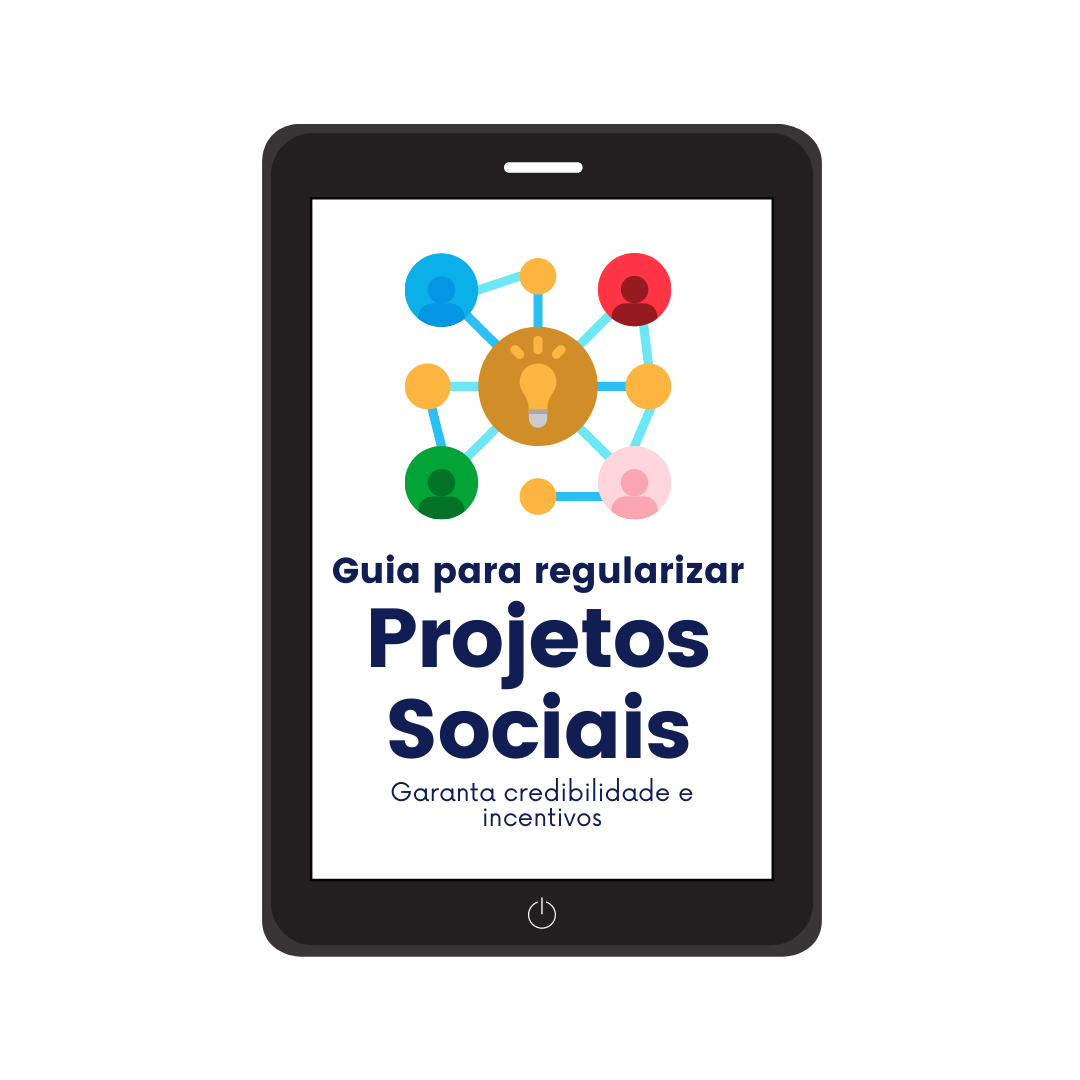 Guia para regularizar
Projetos
Sociais
Garanta credibilidade e
incentivos